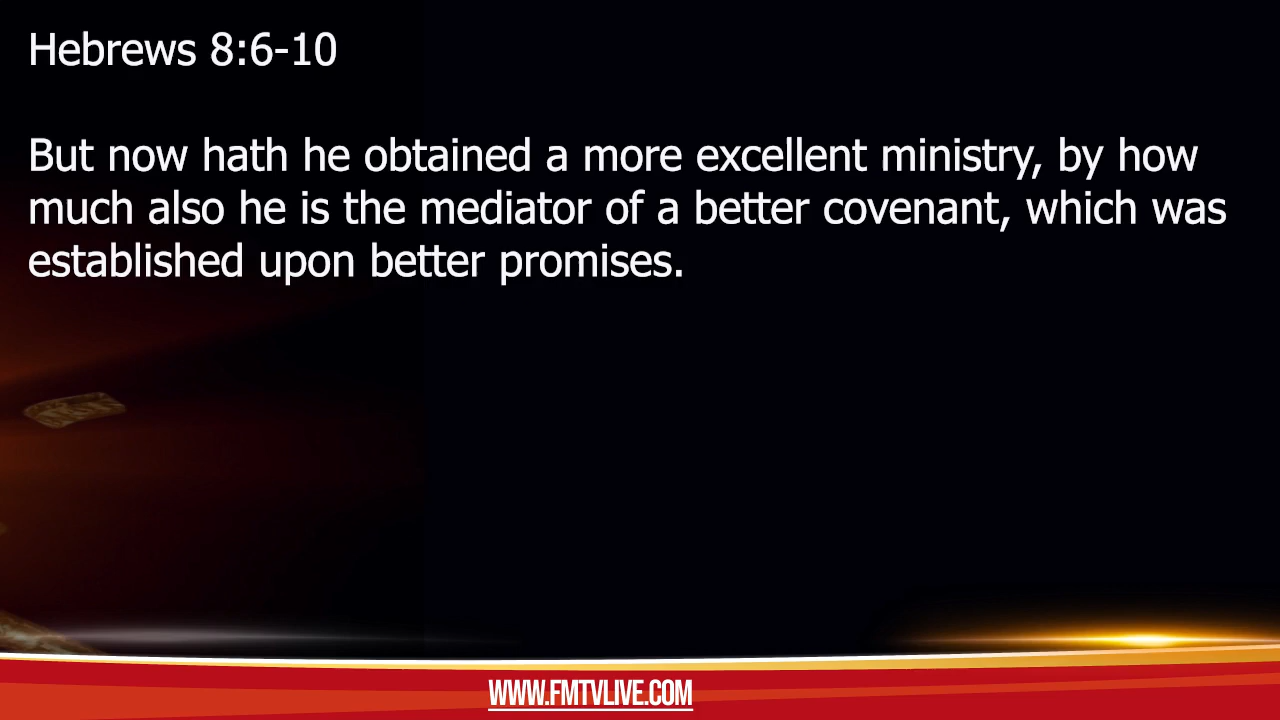 Hebrews 8:6-10
But now hath he obtained a more excellent ministry, by how
much also he is the mediator of a better covenant, which was
established upon better promises.
WWW.FMTVLIVE.COM